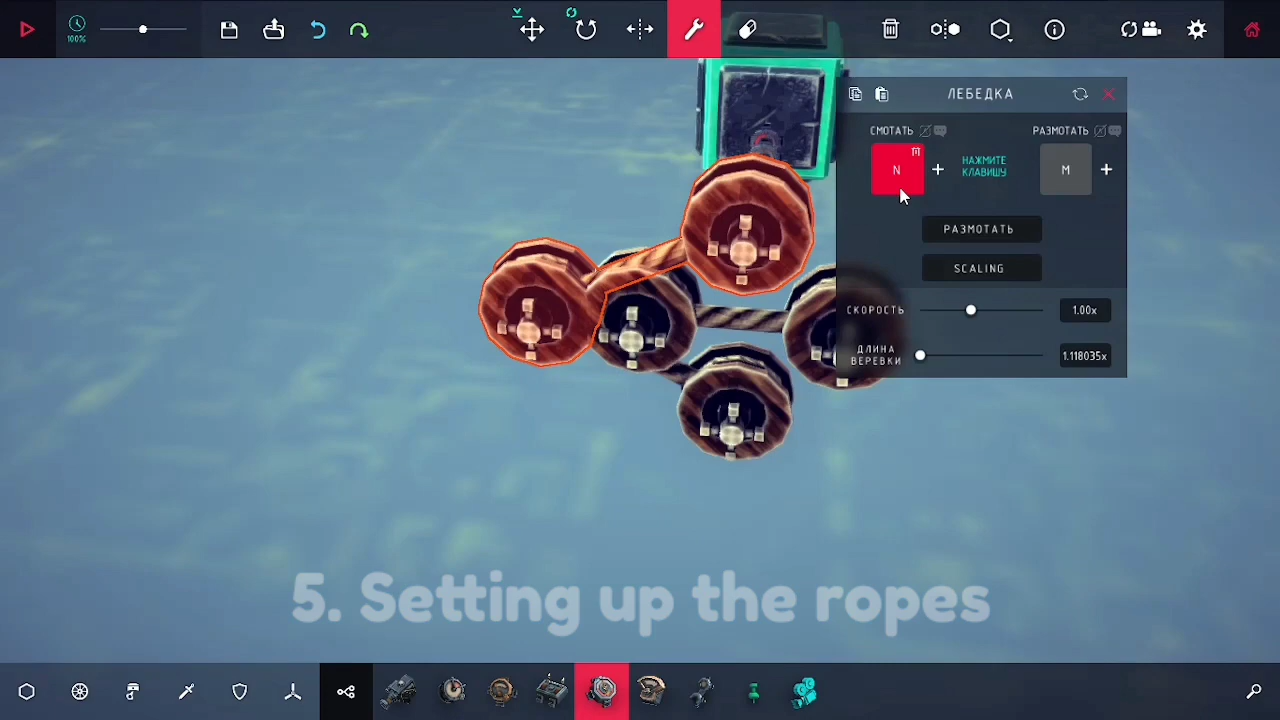 100%
ЛЕБЕДКА
СМОТАТЬ
РАЗМОТАТЬ
N
НАЖМИТЕ
КЛАВИШУ
M
РАЗМОТАТЬ
SCALING
СКОРОСТЬ
1.00x
ДЛИНА
ВЕРЕВКИ
1.118035x
5. Setting up the ropes